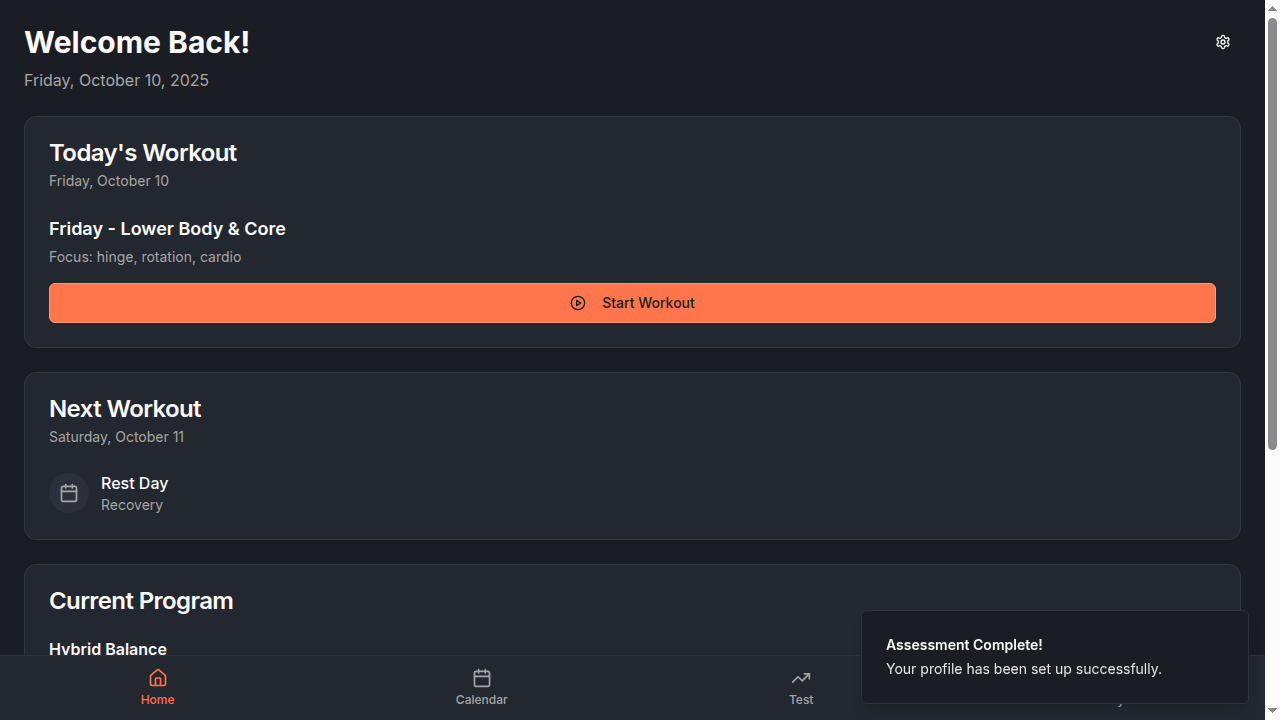 Welcome Back!
Friday, October 10, 2025
Today's Workout
Friday, October 10
Friday - Lower Body & Core
Focus: hinge, rotation, cardio
Start Workout
Next Workout
Saturday, October 11
Rest Day
Recovery
Current Program
Hybrid Balance
Assessment Complete!
Your profile has been set up successfully.
Home
Calendar
Test